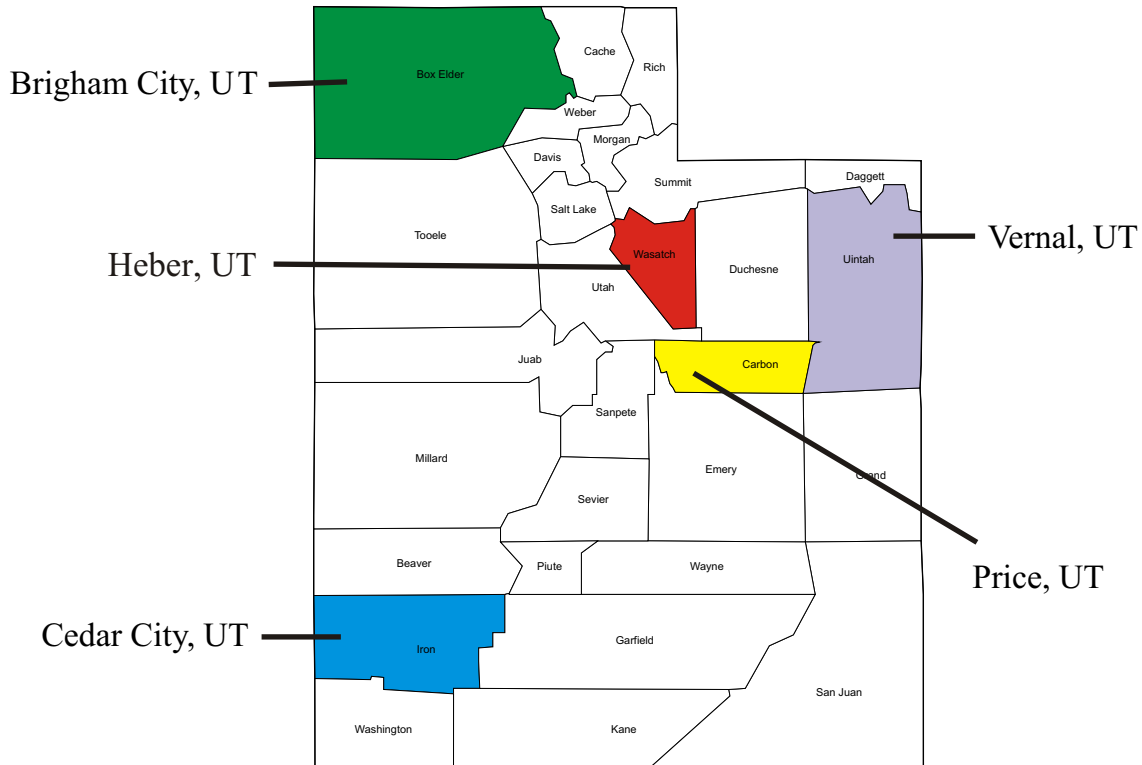 Cache
Rich
Box Elder
Brigham City, UT
Weber
Morgan
Davis
Daggett
Summit
Salt Lake
Tooele
Vernal, UT
Wasatch
Uintah
Heber, UT
Duchesne
Utah
Juab
Carbon
Sanpete
Millard
Emery
Grand
Sevier
Beaver
Piute
Wayne
Price, UT
Cedar City, UT
Garfield
Iron
San Juan
Washington
Kane